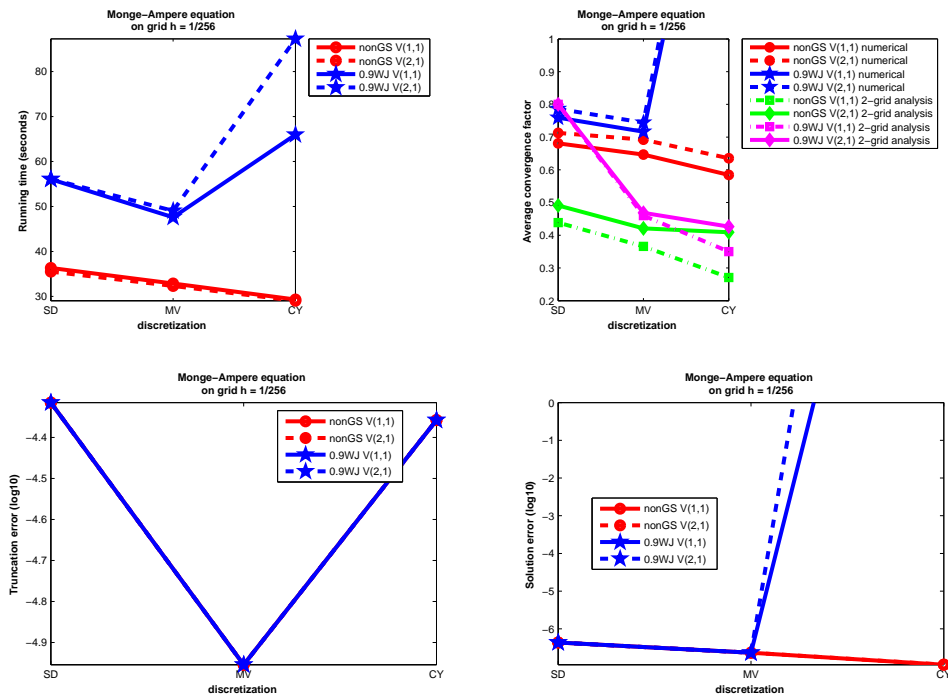 Monge-Ampere equation
on grid h = 1/256
Running time (seconds)
80
70
60
50
40
30
SD
MV
CY
discretization
nonGS V(1,1)
nonGS V(2,1)
0.9WJ V(1,1)
0.9WJ V(2,1)
Monge-Ampere equation
on grid h = 1/256
Average convergence factor
1
0.9
0.8
0.7
0.6
0.5
0.4
0.3
0.2
SD
MV
CY
discretization
nonGS V(1,1) numerical
nonGS V(2,1) numerical
0.9WJ V(1,1) numerical
0.9WJ V(2,1) numerical
nonGS V(1,1) 2-grid analysis
nonGS V(2,1) 2-grid analysis
0.9WJ V(1,1) 2-grid analysis
0.9WJ V(2,1) 2-grid analysis
Monge-Ampere equation
on grid h = 1/256
Truncation error (log10)
−4.4
−4.5
−4.6
−4.7
−4.8
−4.9
SD
MV
CY
discretization
nonGS V(1,1)
nonGS V(2,1)
0.9WJ V(1,1)
0.9WJ V(2,1)
Monge-Ampere equation
on grid h = 1/256
Solution error (log10)
0
−1
−2
−3
−4
−5
−6
SD
MV
CY
discretization
nonGS V(1,1)
nonGS V(2,1)
0.9WJ V(1,1)
0.9WJ V(2,1)